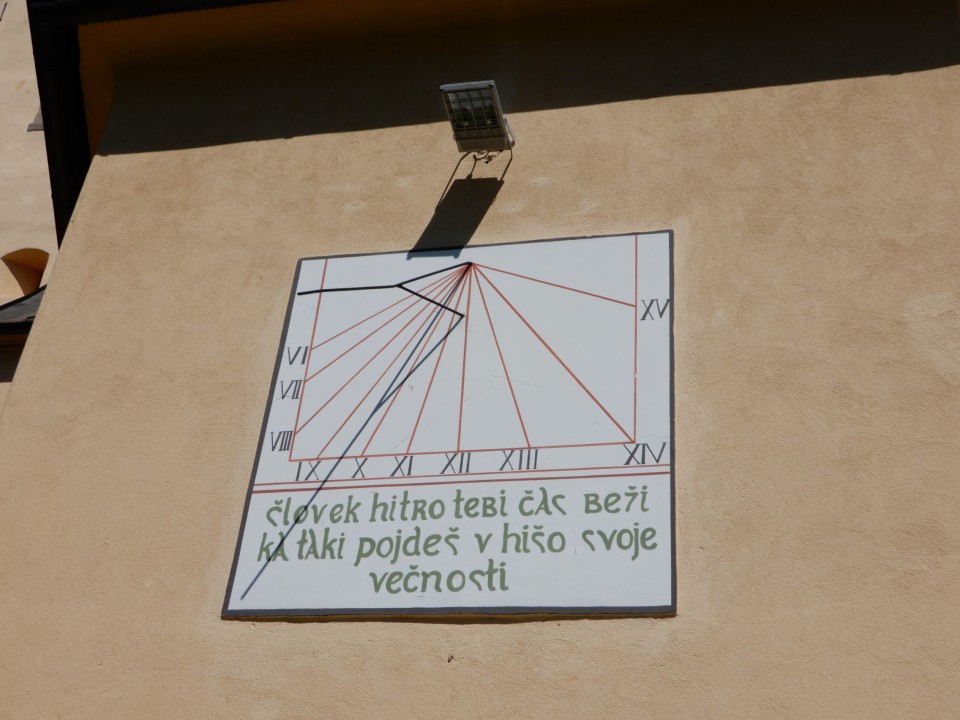 VI
VII
VIII
IX X XI XII XIII XIV
XV
človek hitro tebi čas beži
ka taki pojdeš v hišo svoje
večnosti